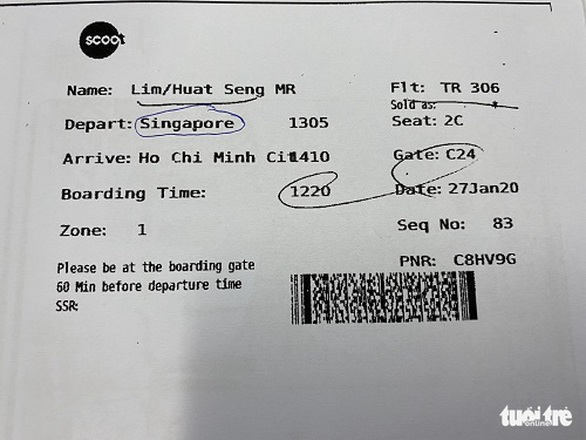 scoot
Name: Lim/Huat Seng MR Flt: TR 306
Sold as: *
Depart: Singapore 1305 Seat: 2C
Arrive: Ho Chi Minh Cit1410 Gate: C24
Boarding Time: 1220 Date: 27Jan20
Zone: 1 Seq No: 83
Please be at the boarding gate PNR: C8HV9G
60 Min before departure time
SSR:
tuổi trẻ
online